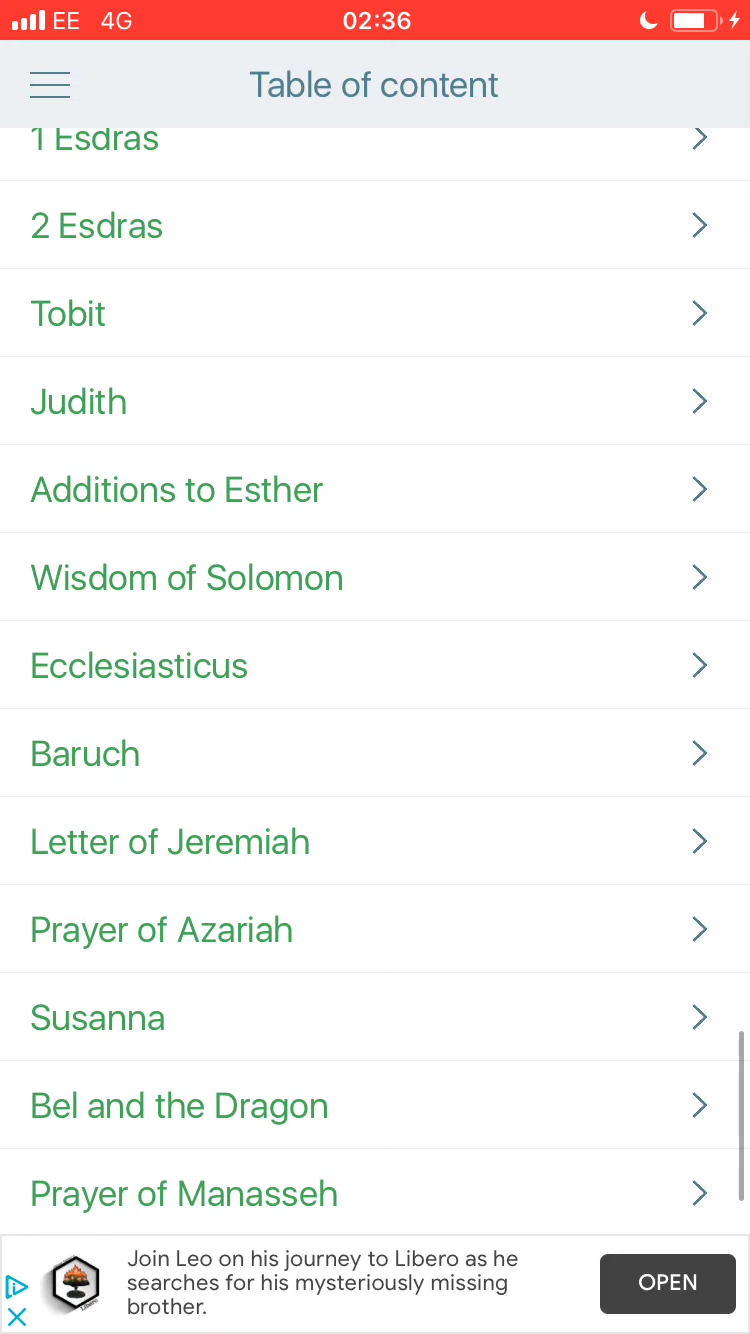 EE 4G 02:36
Table of content
1 Esdras
2 Esdras
Tobit
Judith
Additions to Esther
Wisdom of Solomon
Ecclesiasticus
Baruch
Letter of Jeremiah
Prayer of Azariah
Susanna
Bel and the Dragon
Prayer of Manasseh
Join Leo on his journey to Libero as he
searches for his mysteriously missing
brother.
OPEN
Libero